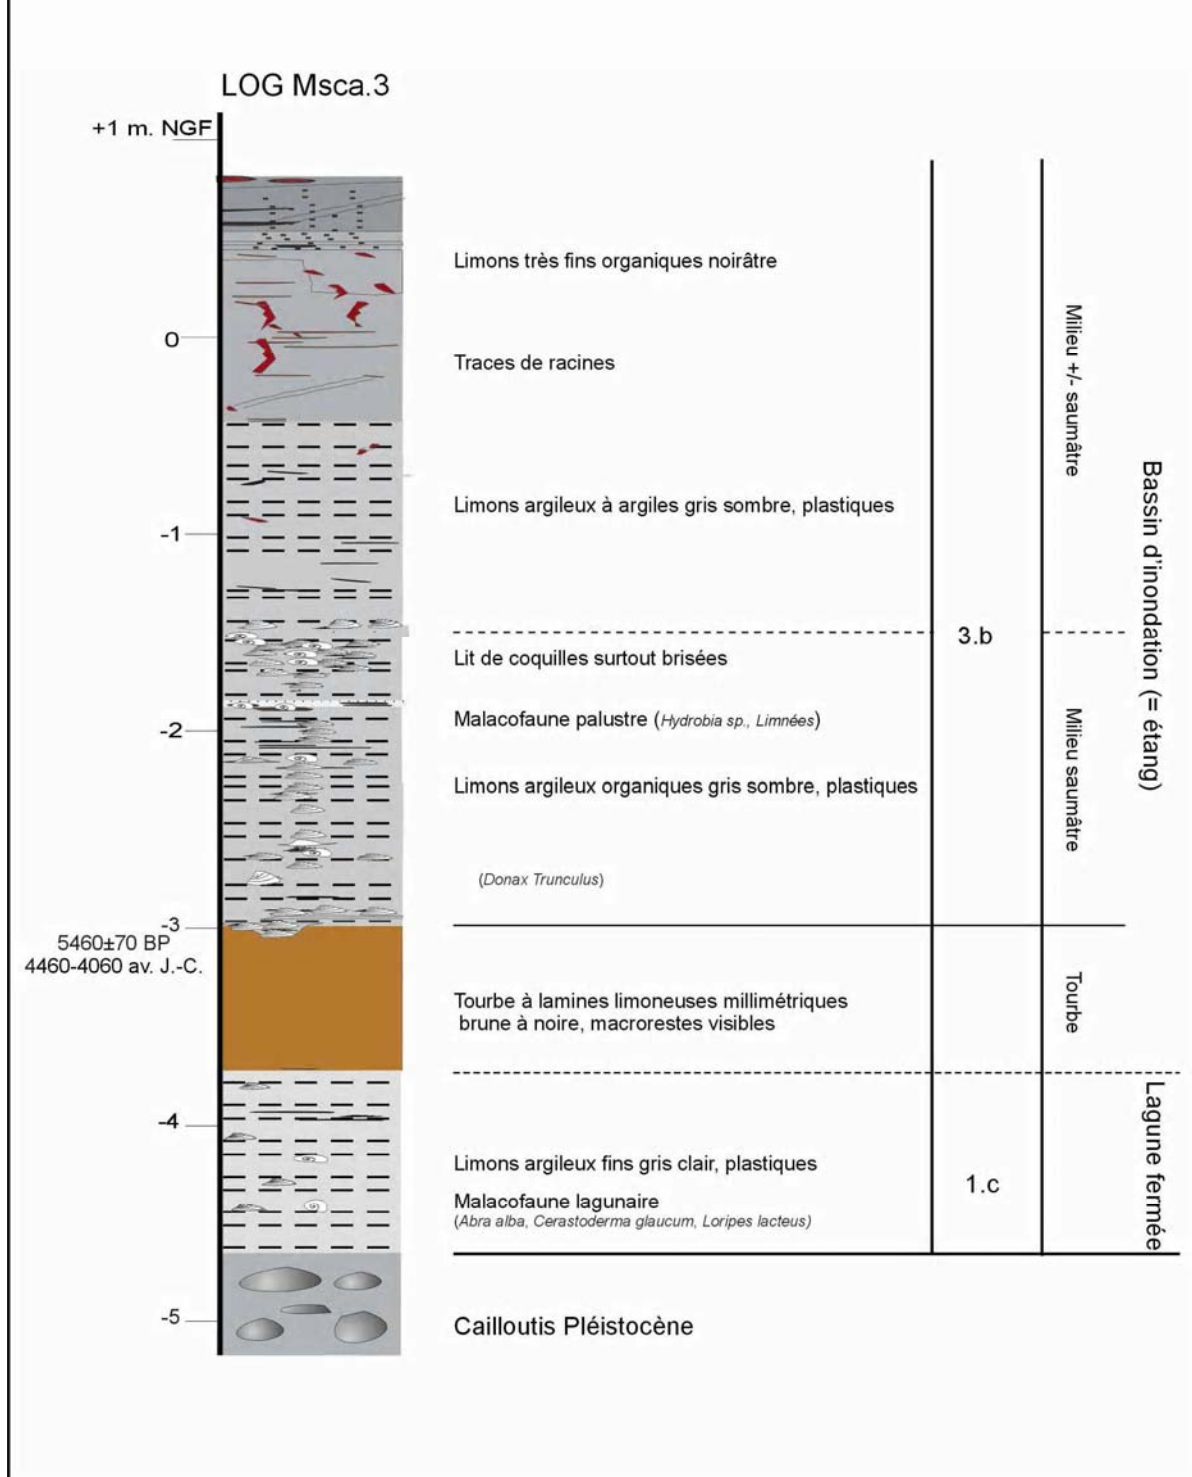 LOG Msca.3
+1 m. NGF
Limons très fins organiques noirâtre
0
Traces de racines
Milieu +/- saumâtre
Limons argileux à argiles gris sombre, plastiques
-1
Bassin d'inondation (= étang)
3.b
Lit de coquilles surtout brisées
Malacofaune palustre (Hydrobia sp., Limnées)
-2
Milieu saumâtre
Limons argileux organiques gris sombre, plastiques
(Donax Trunculus)
-3
5460±70 BP
4460-4060 av. J.-C.
Tourbe à lamines limoneuses millimétriques
brune à noire, macrorestes visibles
Tourbe
-4
Lagune fermée
Limons argileux fins gris clair, plastiques
1.c
Malacofaune lagunaire
(Abra alba, Cerastoderma glaucum, Loripes lacteus)
-5
Cailloutis Pléistocène